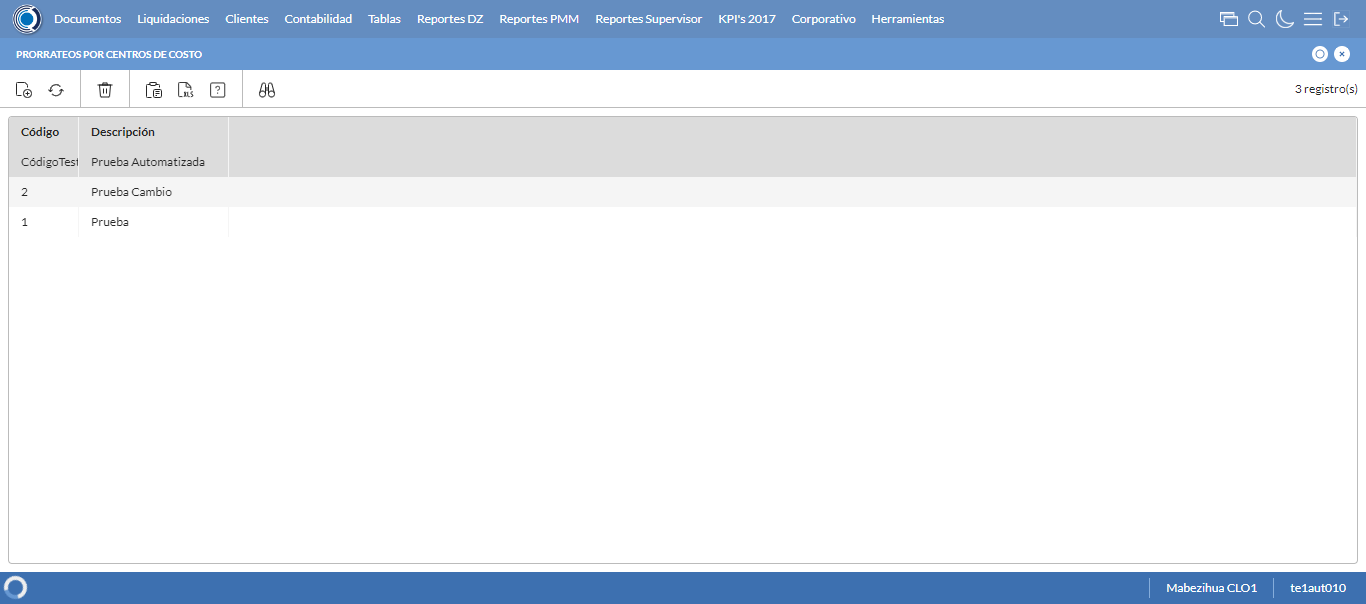 Documentos Liquidaciones Clientes Contabilidad Tablas Reportes DZ Reportes PMM Reportes Supervisor KPI's 2017 Corporativo Herramientas
PRORRATEOS POR CENTROS DE COSTO
XLS ? 3 registro(s)
Código Descripción
CódigoTest Prueba Automatizada
2 Prueba Cambio
1 Prueba
Mabezihua CLO1 te1aut010